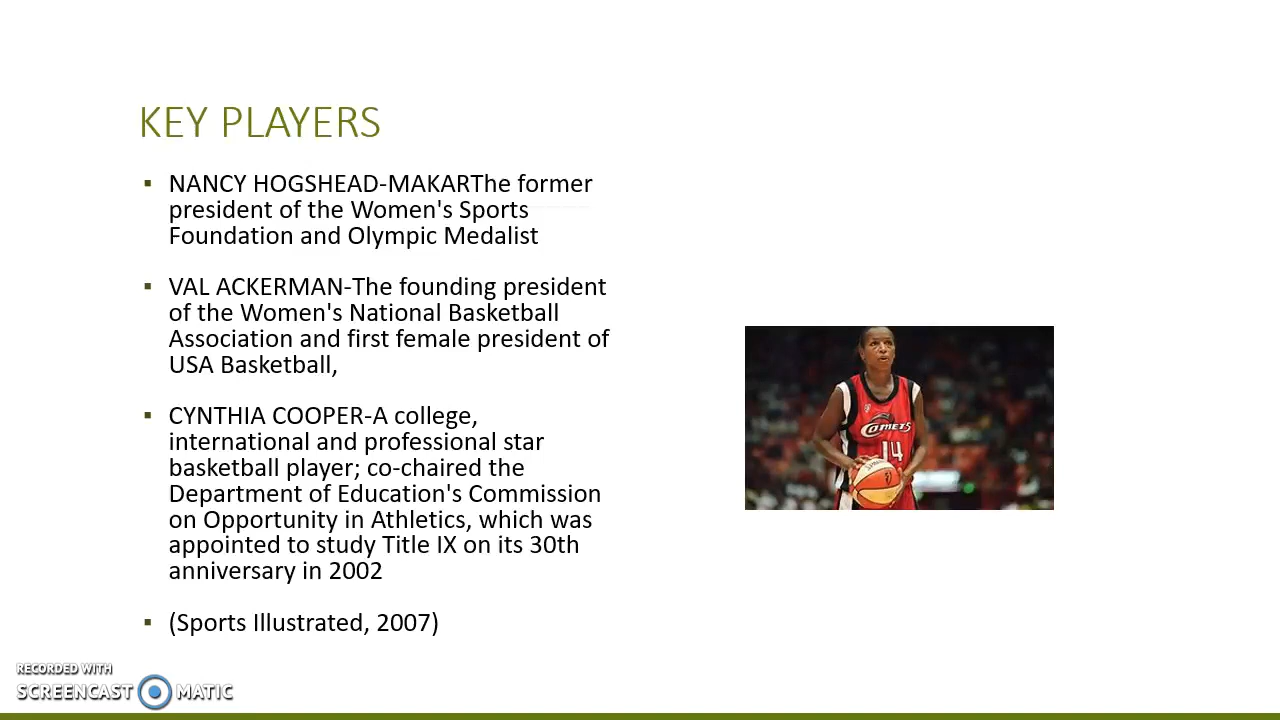 KEY PLAYERS
▪ NANCY HOGSHEAD-MAKARThe former
president of the Women's Sports
Foundation and Olympic Medalist
▪ VAL ACKERMAN-The founding president
of the Women's National Basketball
Association and first female president of
USA Basketball,
▪ CYNTHIA COOPER-A college,
international and professional star
basketball player; co-chaired the
Department of Education's Commission
on Opportunity in Athletics, which was
appointed to study Title IX on its 30th
anniversary in 2002
▪ (Sports Illustrated, 2007)
Comets
14
RECORDED WITH
SCREENCAST MATIC